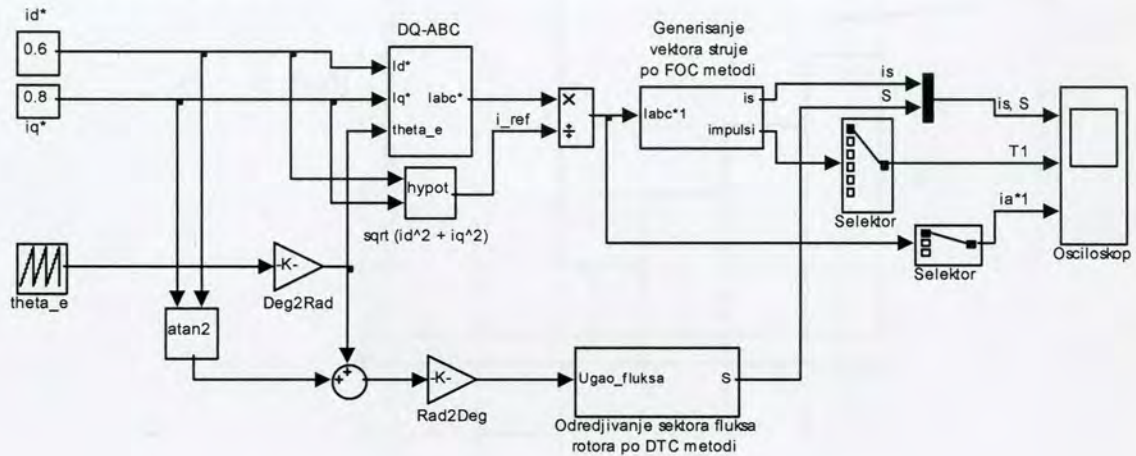 id*
0.6
0.8
iq*
DQ-ABC
Id*
Iq*
theta_e
Iabc*
i_ref
hypot
sqrt (id^2 + iq^2)
×
÷
Generisanje
vektora struje
po FOC metodi
Iabc*1
is
impulsi
is
S
is, S
T1
ia*1
Selektor
Selektor
Osciloskop
theta_e
-K-
Deg2Rad
atan2
+
+
-K-
Rad2Deg
Ugao_fluksa
S
Odredjivanje sektora fluksa
rotora po DTC metodi